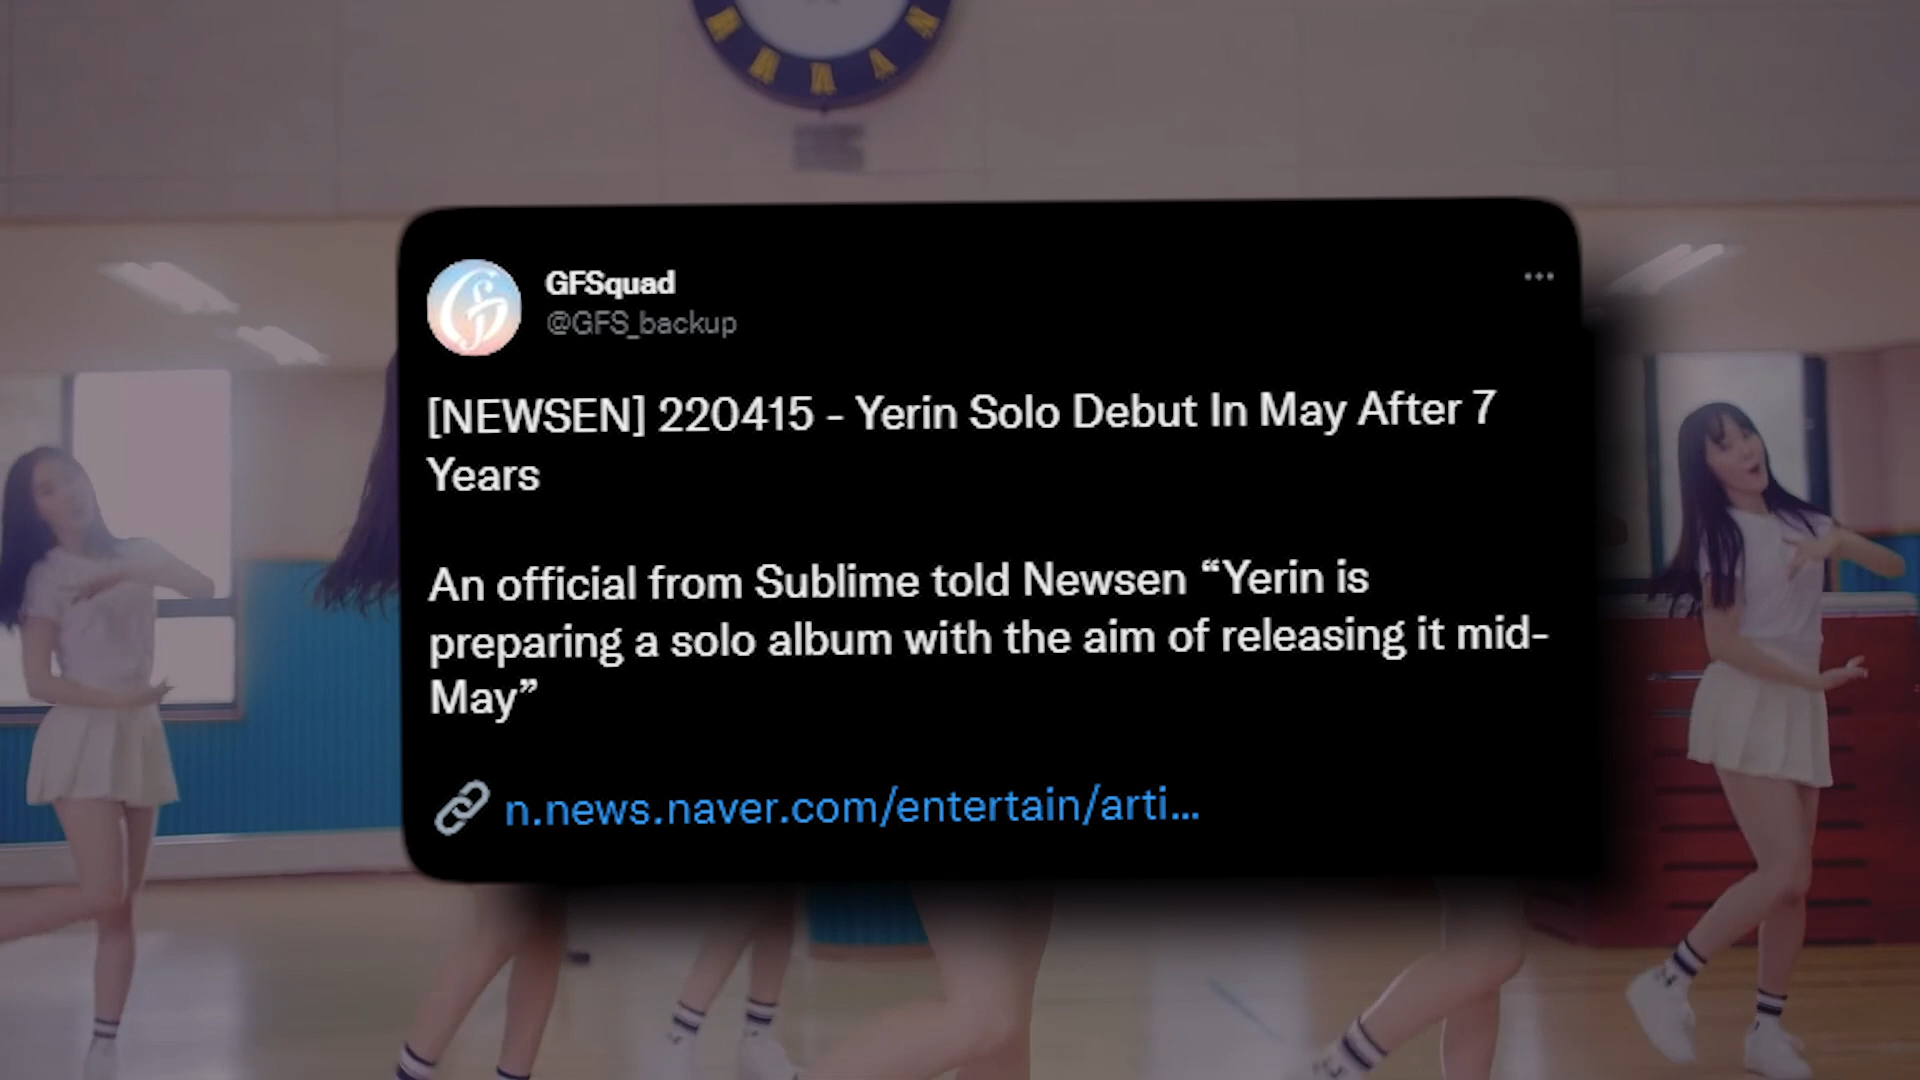 GFSquad
@GFS_backup
[NEWSEN] 220415 - Yerin Solo Debut In May After 7
Years
An official from Sublime told Newsen “Yerin is
preparing a solo album with the aim of releasing it mid-
May”
n.news.naver.com/entertain/arti...